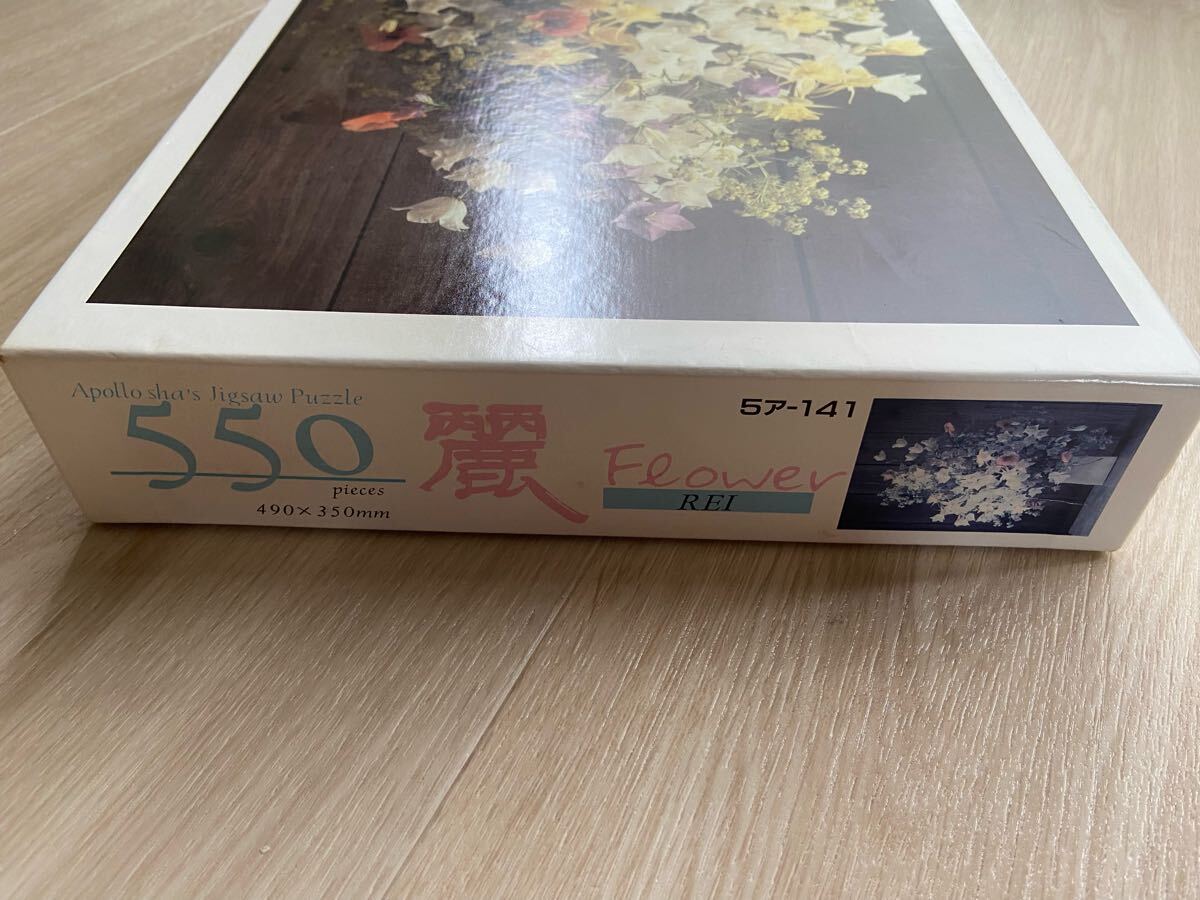 Apollo sha's Jigsaw Puzzle
550
pieces
490×350mm
麗
Flower
REI
5ア-141